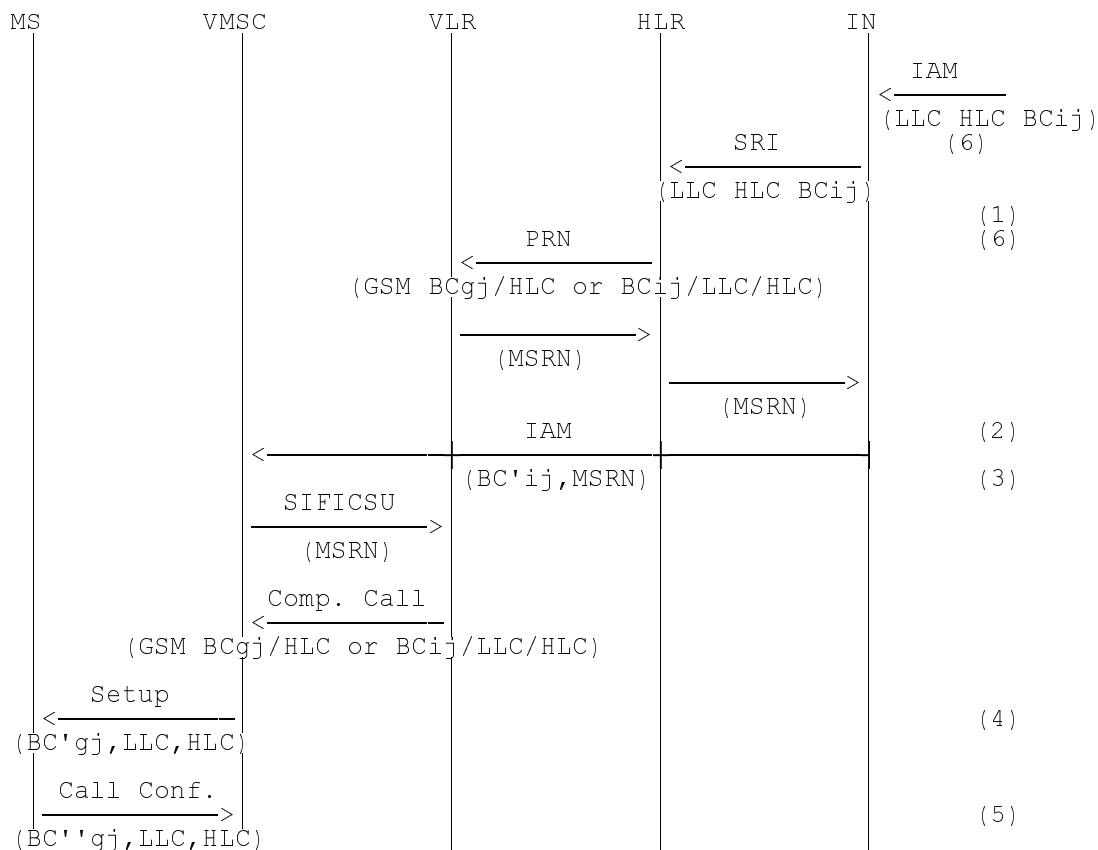 MS VMSC VLR HLR IN
IAM
(LLC HLC BCij)
SRI (6)
(LLC HLC BCij)
(1)
PRN (6)
(GSM BCgj/HLC or BCij/LLC/HLC)
(MSRN)
(MSRN)
IAM (2)
(BC'ij,MSRN) (3)
SIFICSU
(MSRN)
Comp. Call
(GSM BCgj/HLC or BCij/LLC/HLC)
Setup
(4)
(BC'gj,LLC,HLC)
Call Conf.
(5)
(BC''gj,LLC,HLC)